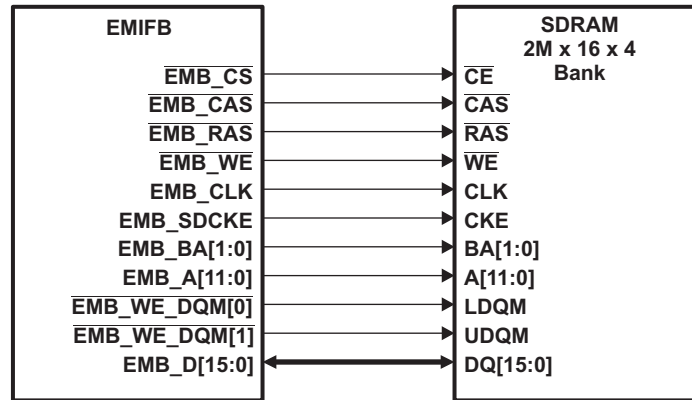 EMIFB
EMB_CS
EMB_CAS
EMB_RAS
EMB_WE
EMB_CLK
EMB_SDCKE
EMB_BA[1:0]
EMB_A[11:0]
EMB_WE_DQM[0]
EMB_WE_DQM[1]
EMB_D[15:0]
SDRAM
2M x 16 x 4
Bank
CE
CAS
RAS
WE
CLK
CKE
BA[1:0]
A[11:0]
LDQM
UDQM
DQ[15:0]